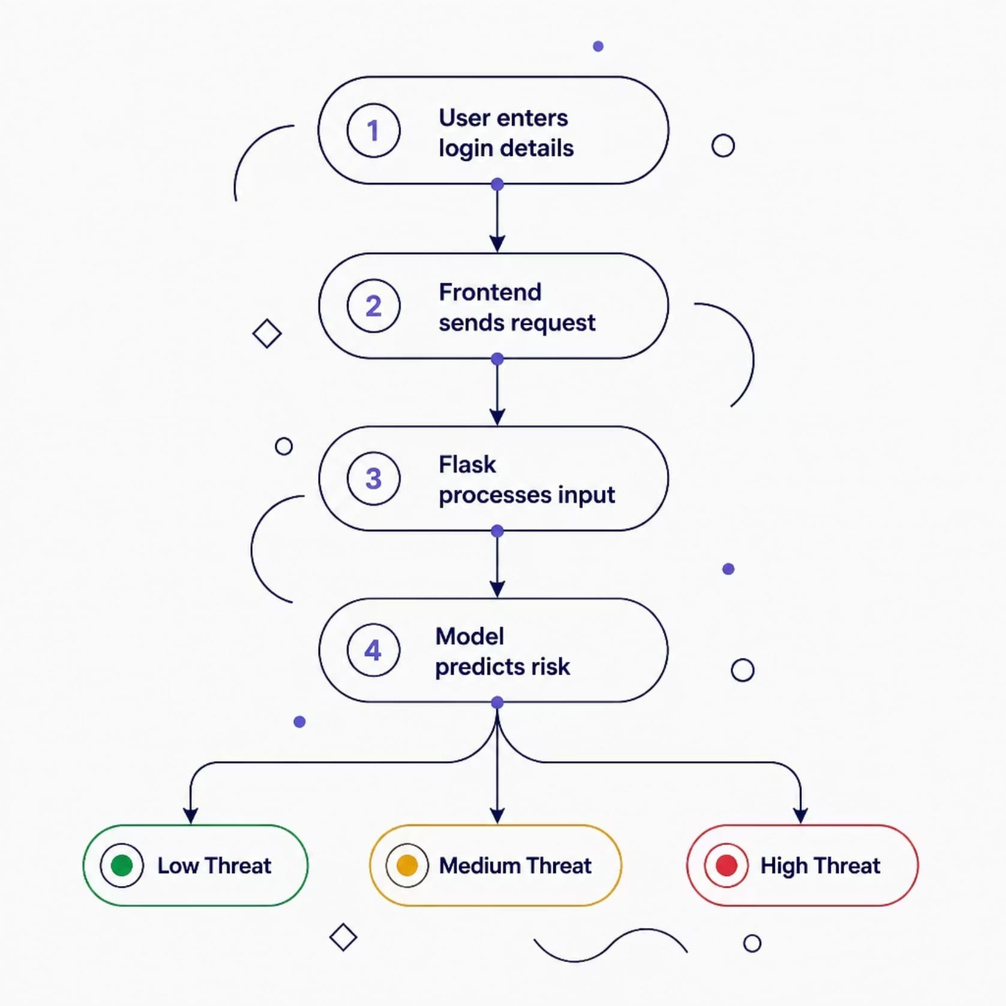 1
User enters
login details
2
Frontend
sends request
3
Flask
processes input
4
Model
predicts risk
Low Threat
Medium Threat
High Threat